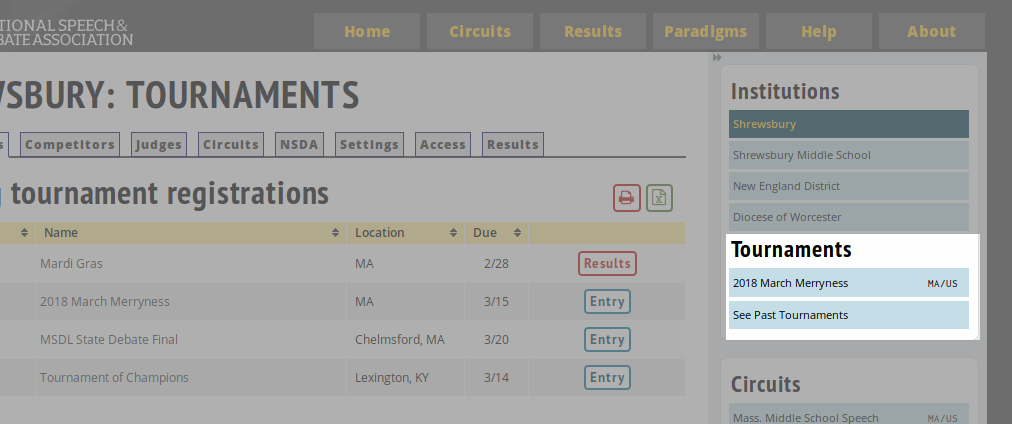 TIONAL SPEECH &
BATE ASSOCIATION
Home Circuits Results Paradigms Help About
WSBURY: TOURNAMENTS
s Competitors Judges Circuits NSDA Settings Access Results
tournament registrations
Name Location Due
Mardi Gras MA 2/28 Results
2018 March Merryness MA 3/15 Entry
MSDL State Debate Final Chelmsford, MA 3/20 Entry
Tournament of Champions Lexington, KY 3/14 Entry
Institutions
Shrewsbury
Shrewsbury Middle School
New England District
Diocese of Worcester
Tournaments
2018 March Merryness MA/US
See Past Tournaments
Circuits
Mass. Middle School Speech MA/US